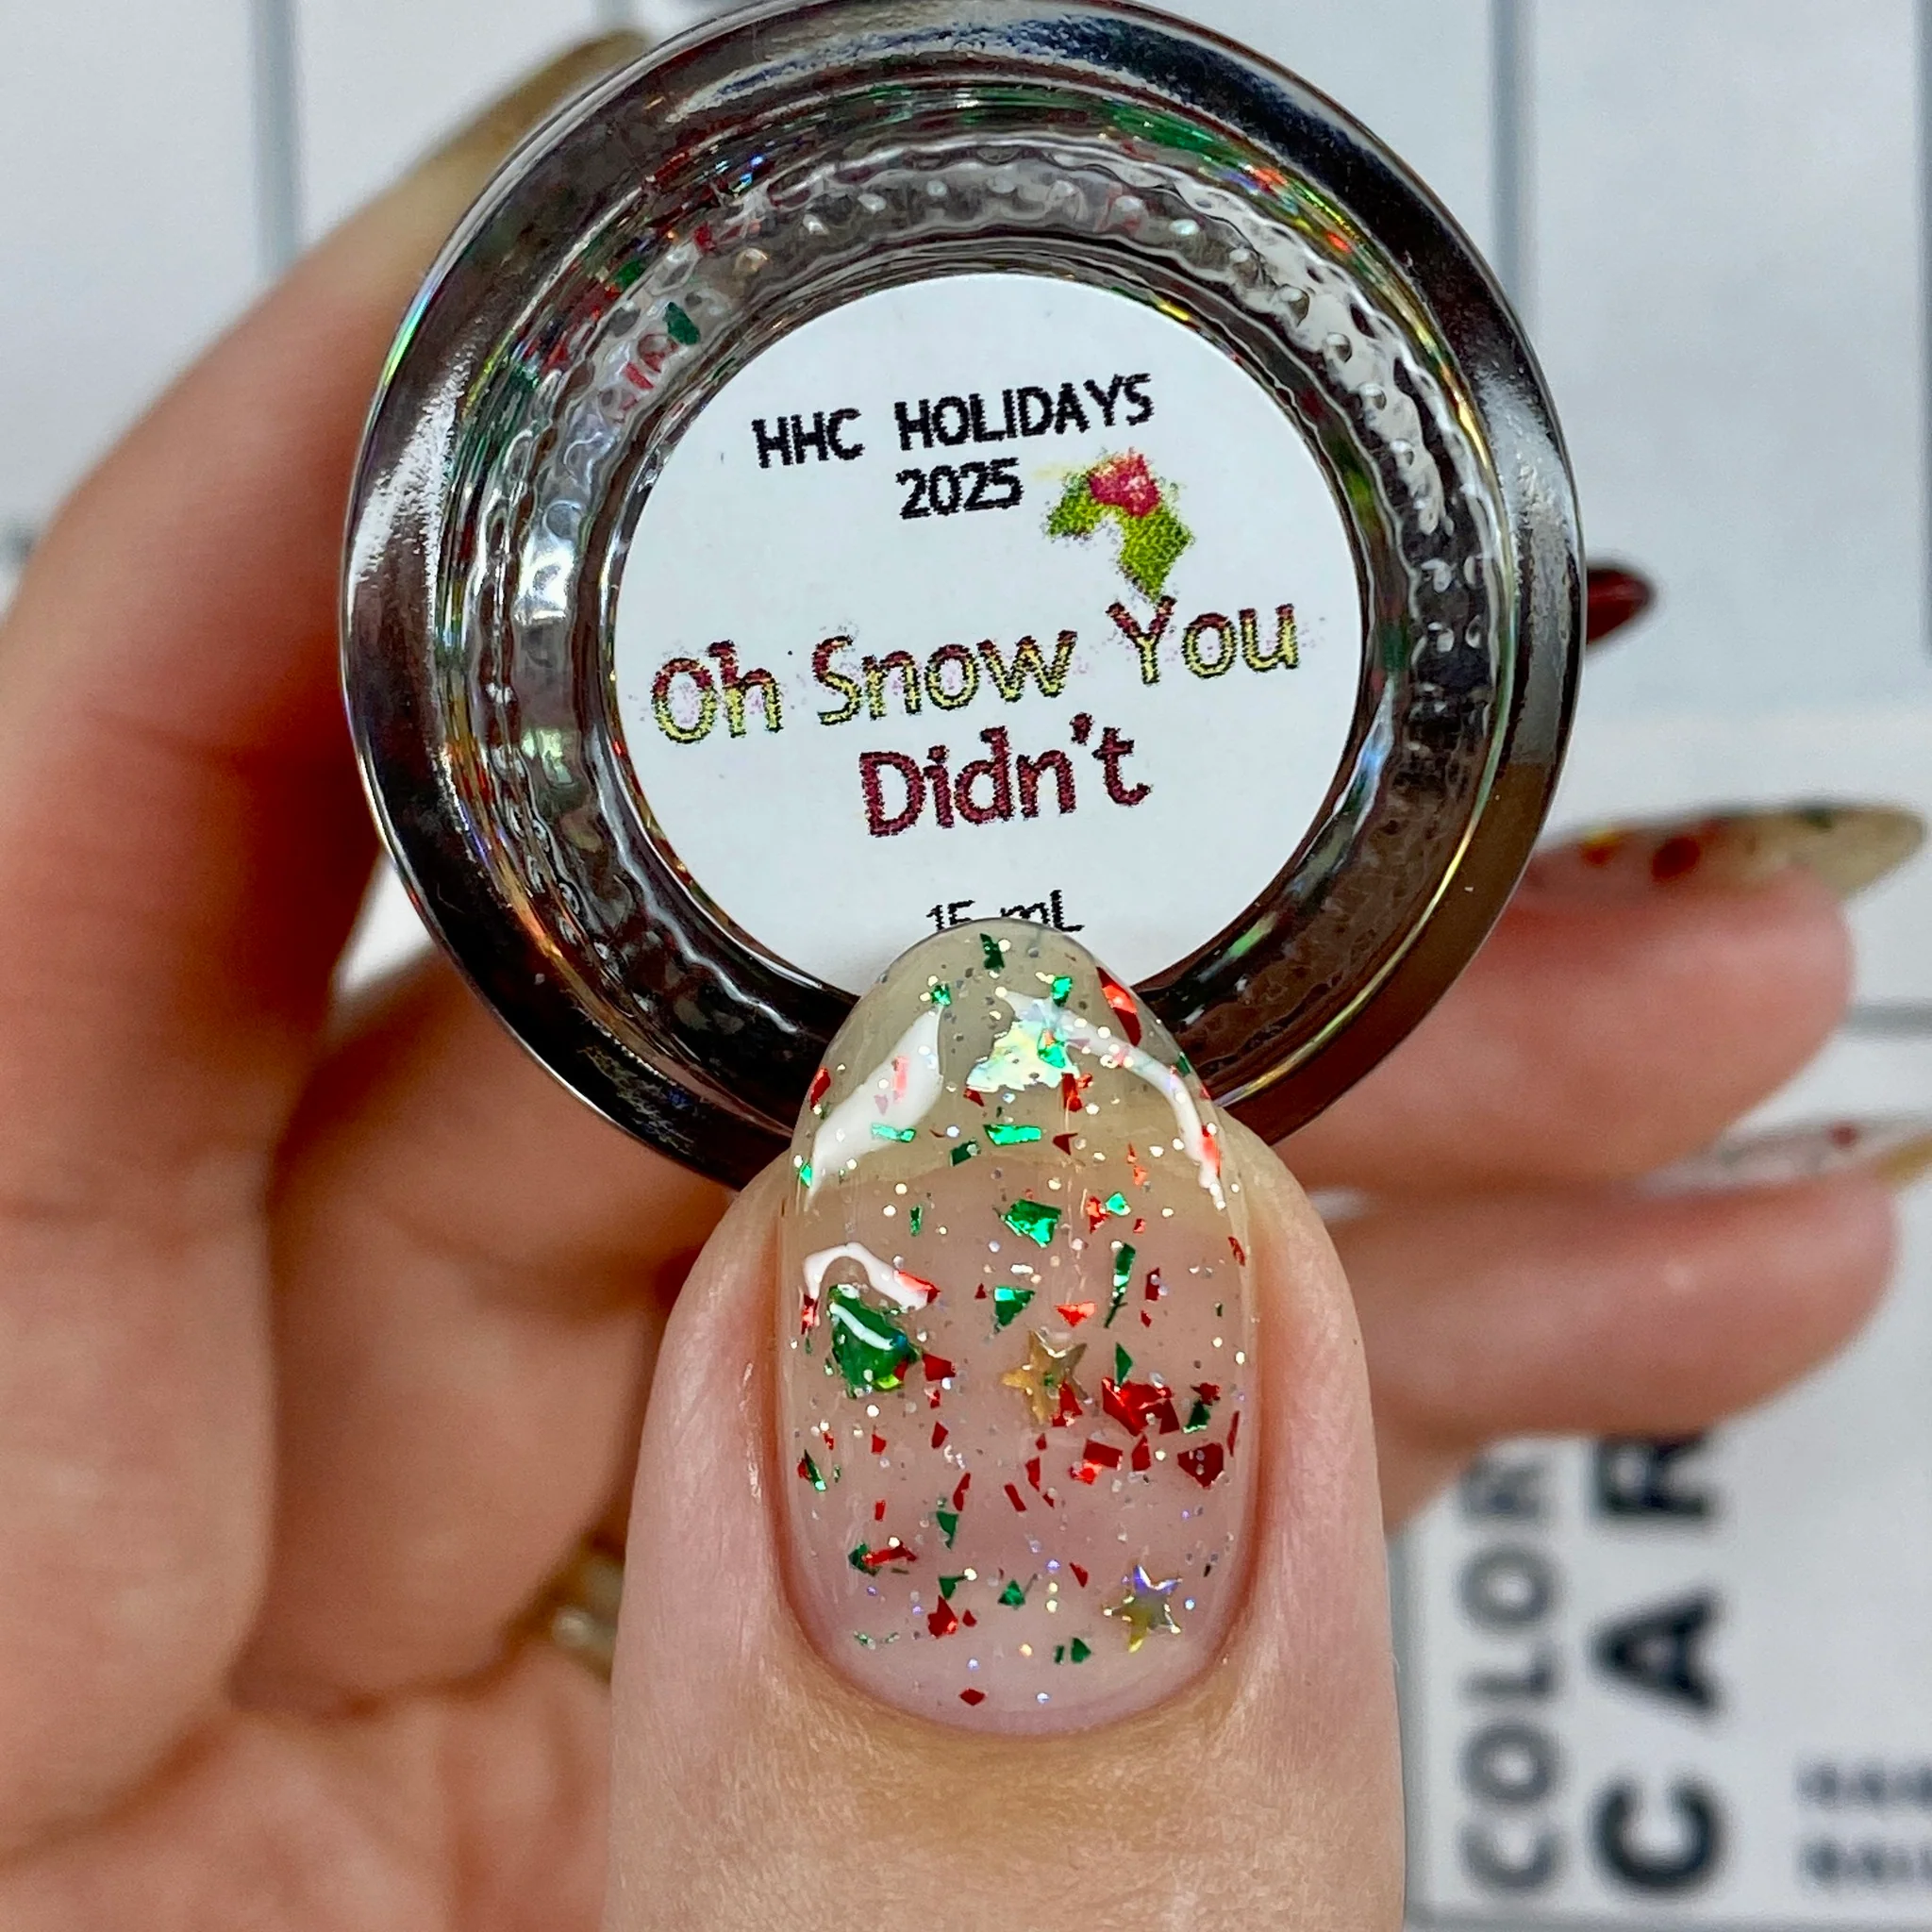 HHC HOLIDAYS
2025
Oh Snow You
Didn't
15 mL
COLOR
CAR